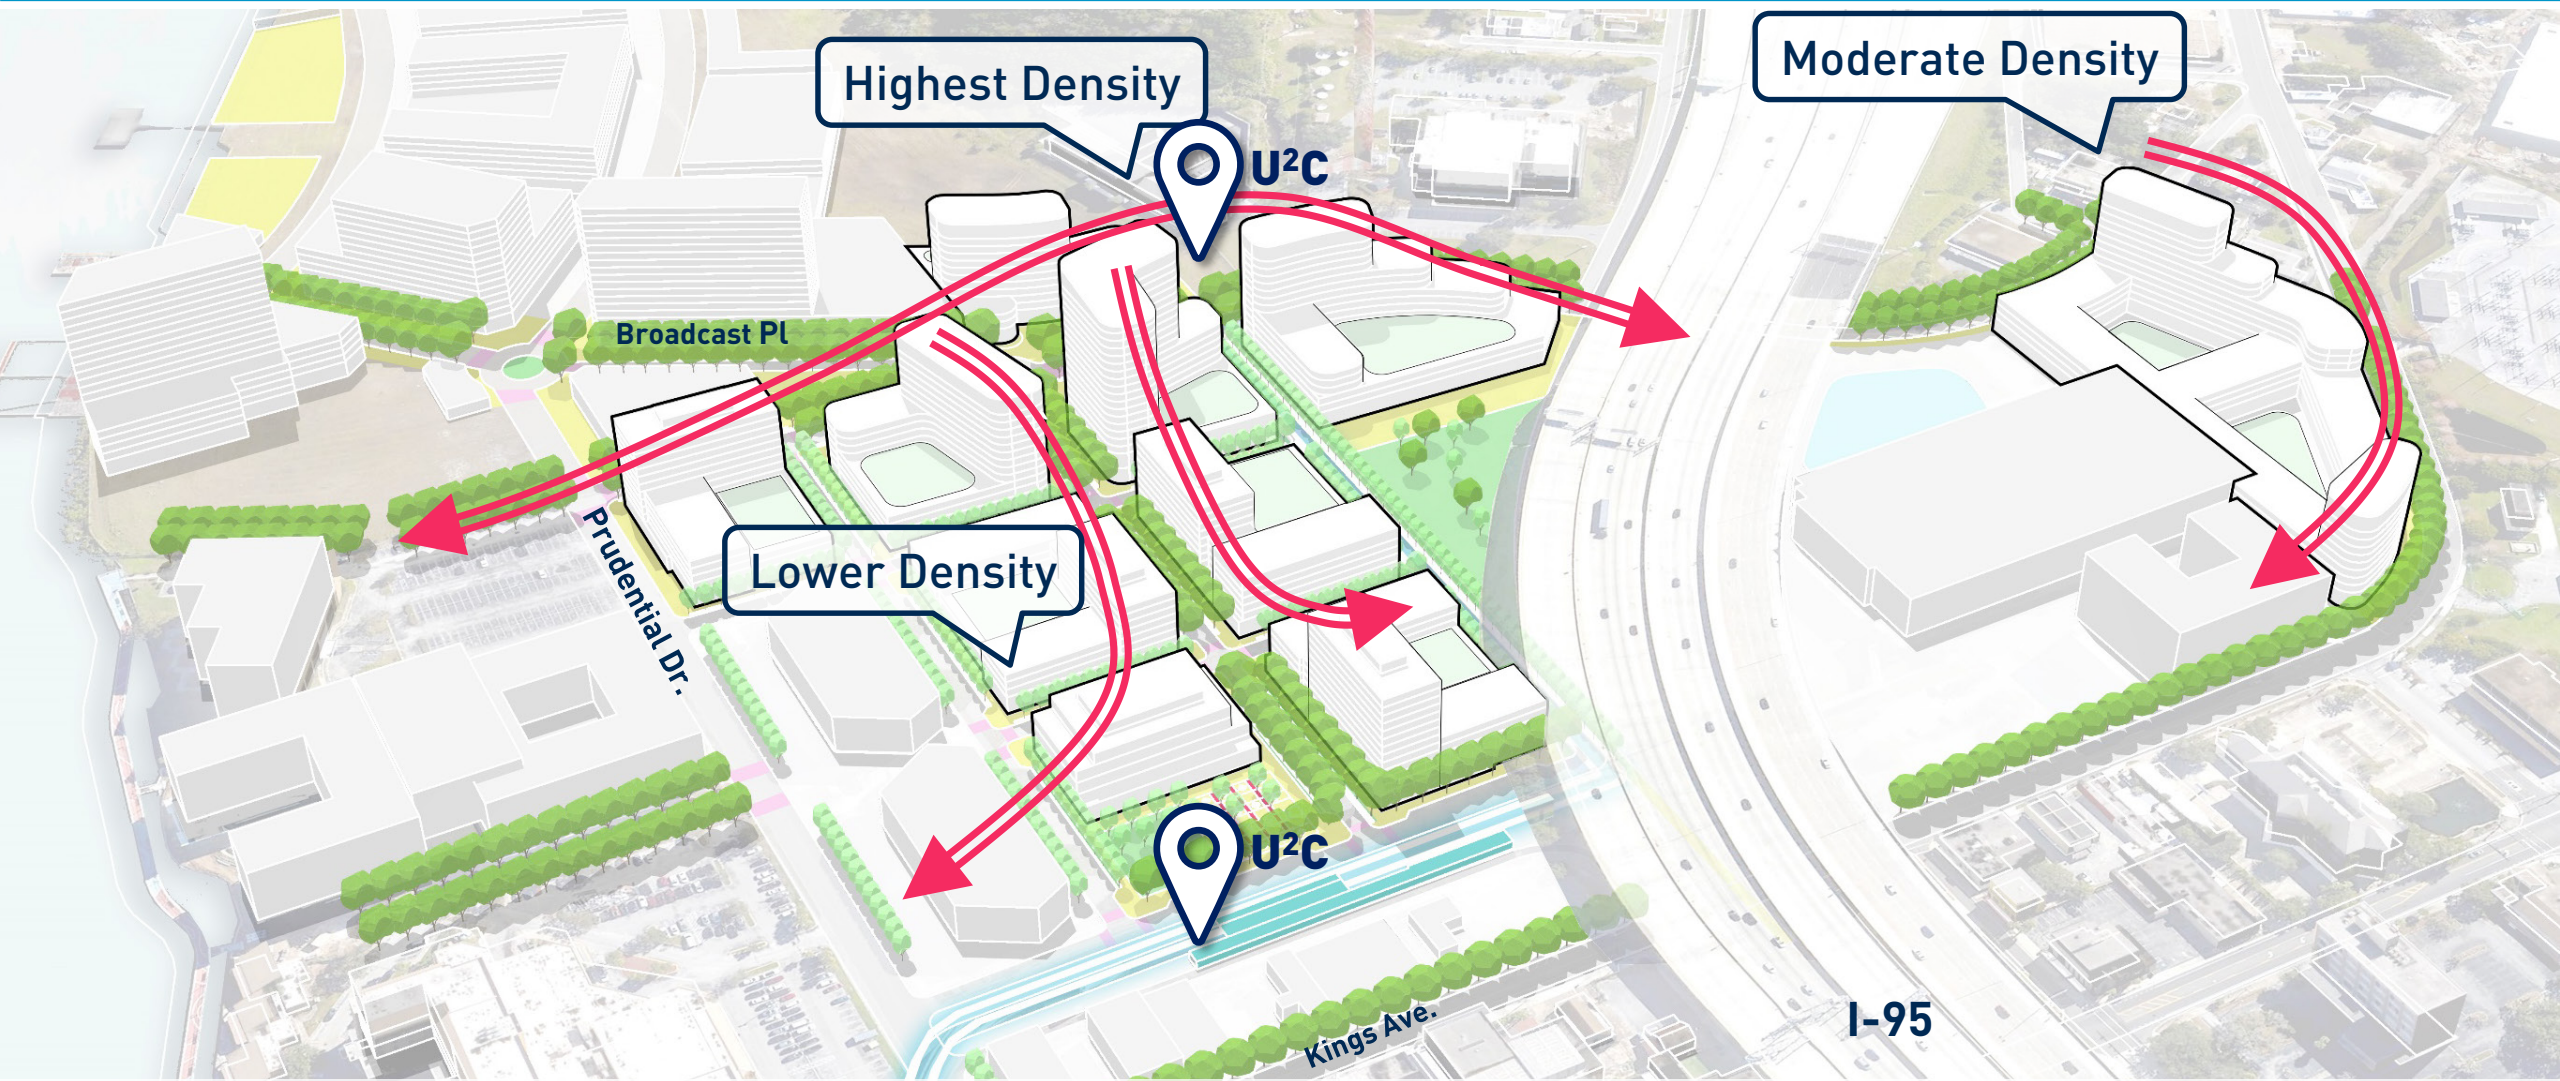 Highest Density
Moderate Density
U²C
Broadcast Pl
Prudential Dr.
Lower Density
U²C
I-95
Kings Ave.